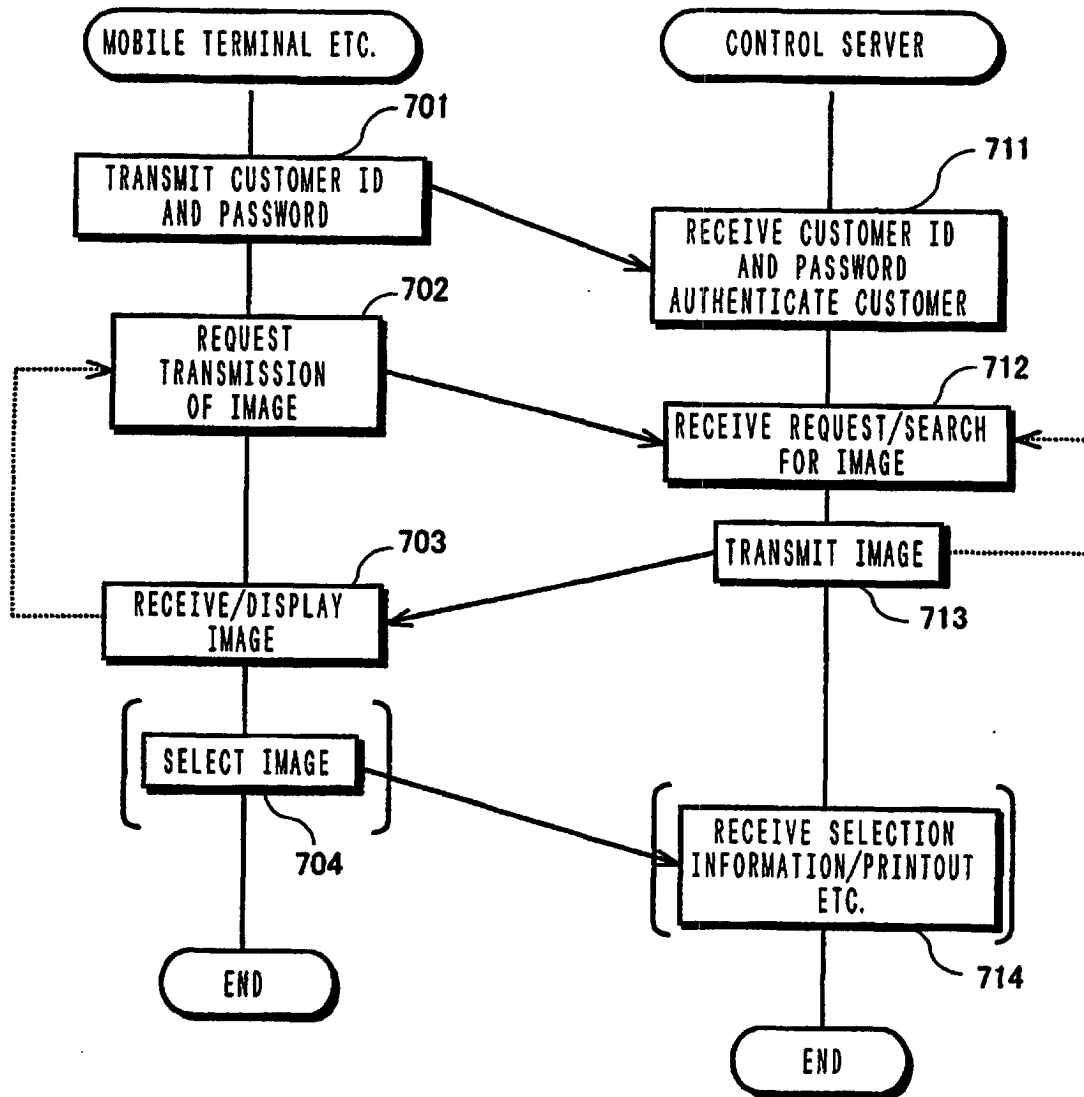 MOBILE TERMINAL ETC.
CONTROL SERVER
701
TRANSMIT CUSTOMER ID
AND PASSWORD
711
RECEIVE CUSTOMER ID
AND PASSWORD
AUTHENTICATE CUSTOMER
702
REQUEST
TRANSMISSION
OF IMAGE
712
RECEIVE REQUEST/SEARCH
FOR IMAGE
703
RECEIVE/DISPLAY
IMAGE
TRANSMIT IMAGE
713
SELECT IMAGE
704
RECEIVE SELECTION
INFORMATION/PRINTOUT
ETC.
714
END
END